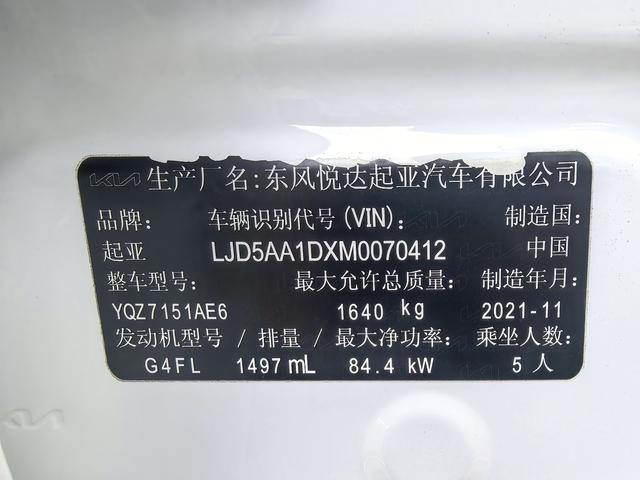 KIA 生产厂名:东风悦达起亚汽车有限公司
品牌: 车辆识别代号(VIN): 制造国:
起亚 LJD5AA1DXM0070412 中国
整车型号: 最大允许总质量: 制造年月:
YQZ7151AE6 1640 kg 2021-11
发动机型号 / 排量 / 最大净功率: 乘坐人数:
G4FL 1497 mL 84.4 kW 5 人